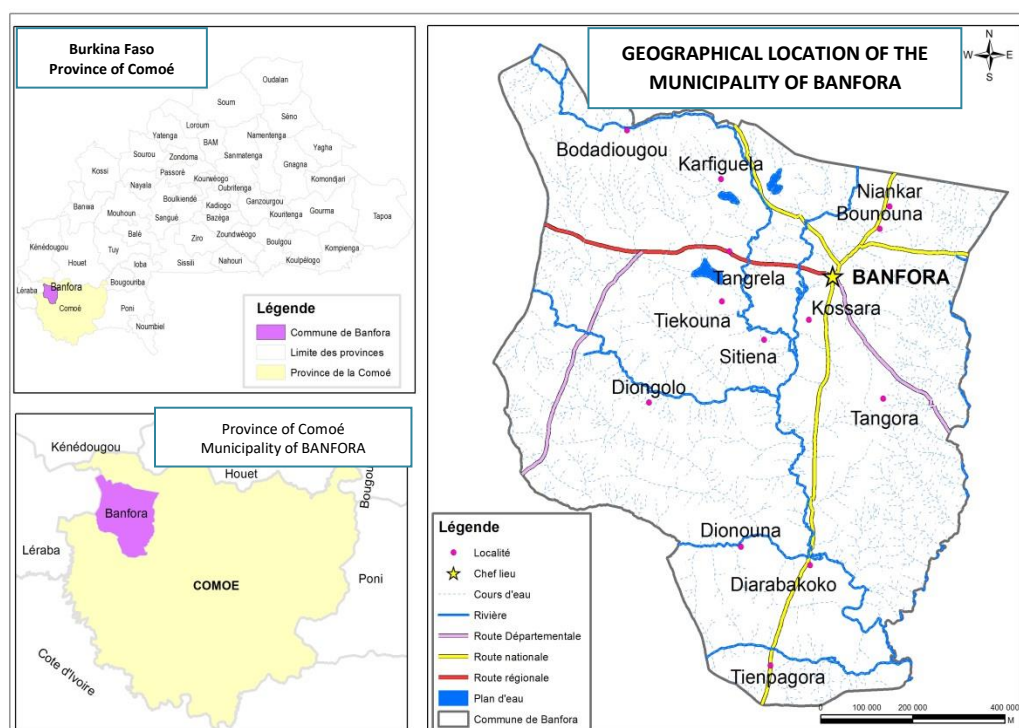 Burkina Faso
Province of Comoé
Oudalan
Soum
Séno
Loroum
Yatenga
BAM
Namentenga
Yagha
Sourou
Zondoma
Sanmatenga
Kossi
Passoré
Kourwéogo
Gnagna
Komondjari
Nayala
Oubritenga
Boulkiendé
Kadiogo
Ganzourgou
Banwa
Mouhoun
Sangué
Bazéga
Kouritenga
Gourma
Tapoa
Balé
Ziro
Zoundwéogo
Boulgou
Kompienga
Kénédougou
Tuy
Houet
Ioba
Sissili
Nahouri
Koulpélogo
Léraba
Banfora
Bougouriba
Comoé
Poni
Noumbiel
Légende
Commune de Banfora
Limite des provinces
Province de la Comoé
Province of Comoé
Municipality of BANFORA
Kénédougou
Houet
Bougou
Banfora
Léraba
Poni
COMOE
Cote d'Ivoire
GEOGRAPHICAL LOCATION OF THE
MUNICIPALITY OF BANFORA
N
W E
S
Bodadiougou
Karfiguela
Niankar
Bounouna
Tangrela
BANFORA
Tiekouna
Kossara
Sitiena
Diongolo
Tangora
Dionouna
Diarabakoko
Tienpagora
Légende
Localité
Chef lieu
Cours d'eau
Rivière
Route Départementale
Route nationale
Route régionale
Plan d'eau
Commune de Banfora
0 100 000 200 000 400 000
M